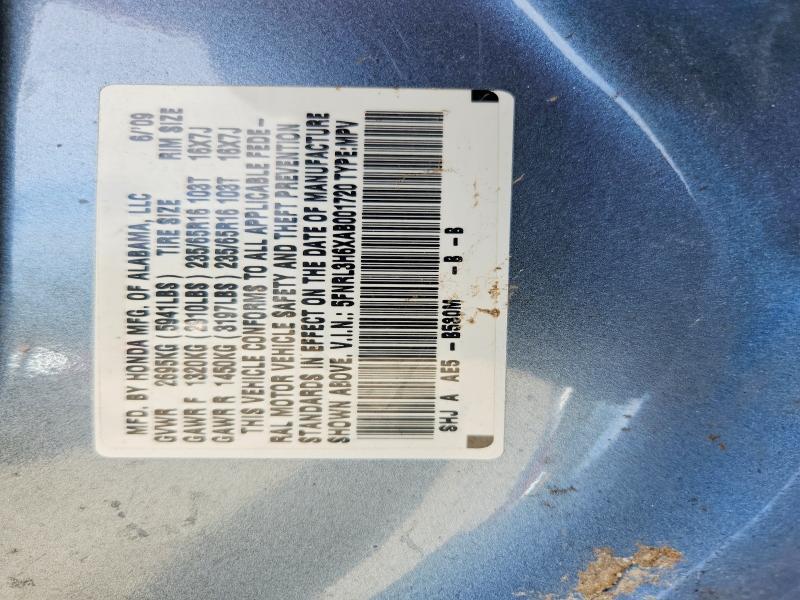 MFD. BY HONDA MFG. OF ALABAMA, LLC 6/'09
GVWR 2695KG (5941LBS) TIRE SIZE RIM SIZE
GAWR F 1320KG (2910LBS) 235/65R16 103T 16X7J
GAWR R 1450KG (3197LBS) 235/65R16 103T 16X7J
THIS VEHICLE CONFORMS TO ALL APPLICABLE FEDE-
RAL MOTOR VEHICLE SAFETY AND THEFT PREVENTION
STANDARDS IN EFFECT ON THE DATE OF MANUFACTURE
SHOWN ABOVE. V.I.N.: 5FNRL3H6XAB001720 TYPE:MPV
SHJ A AE5 - B580M - B - B